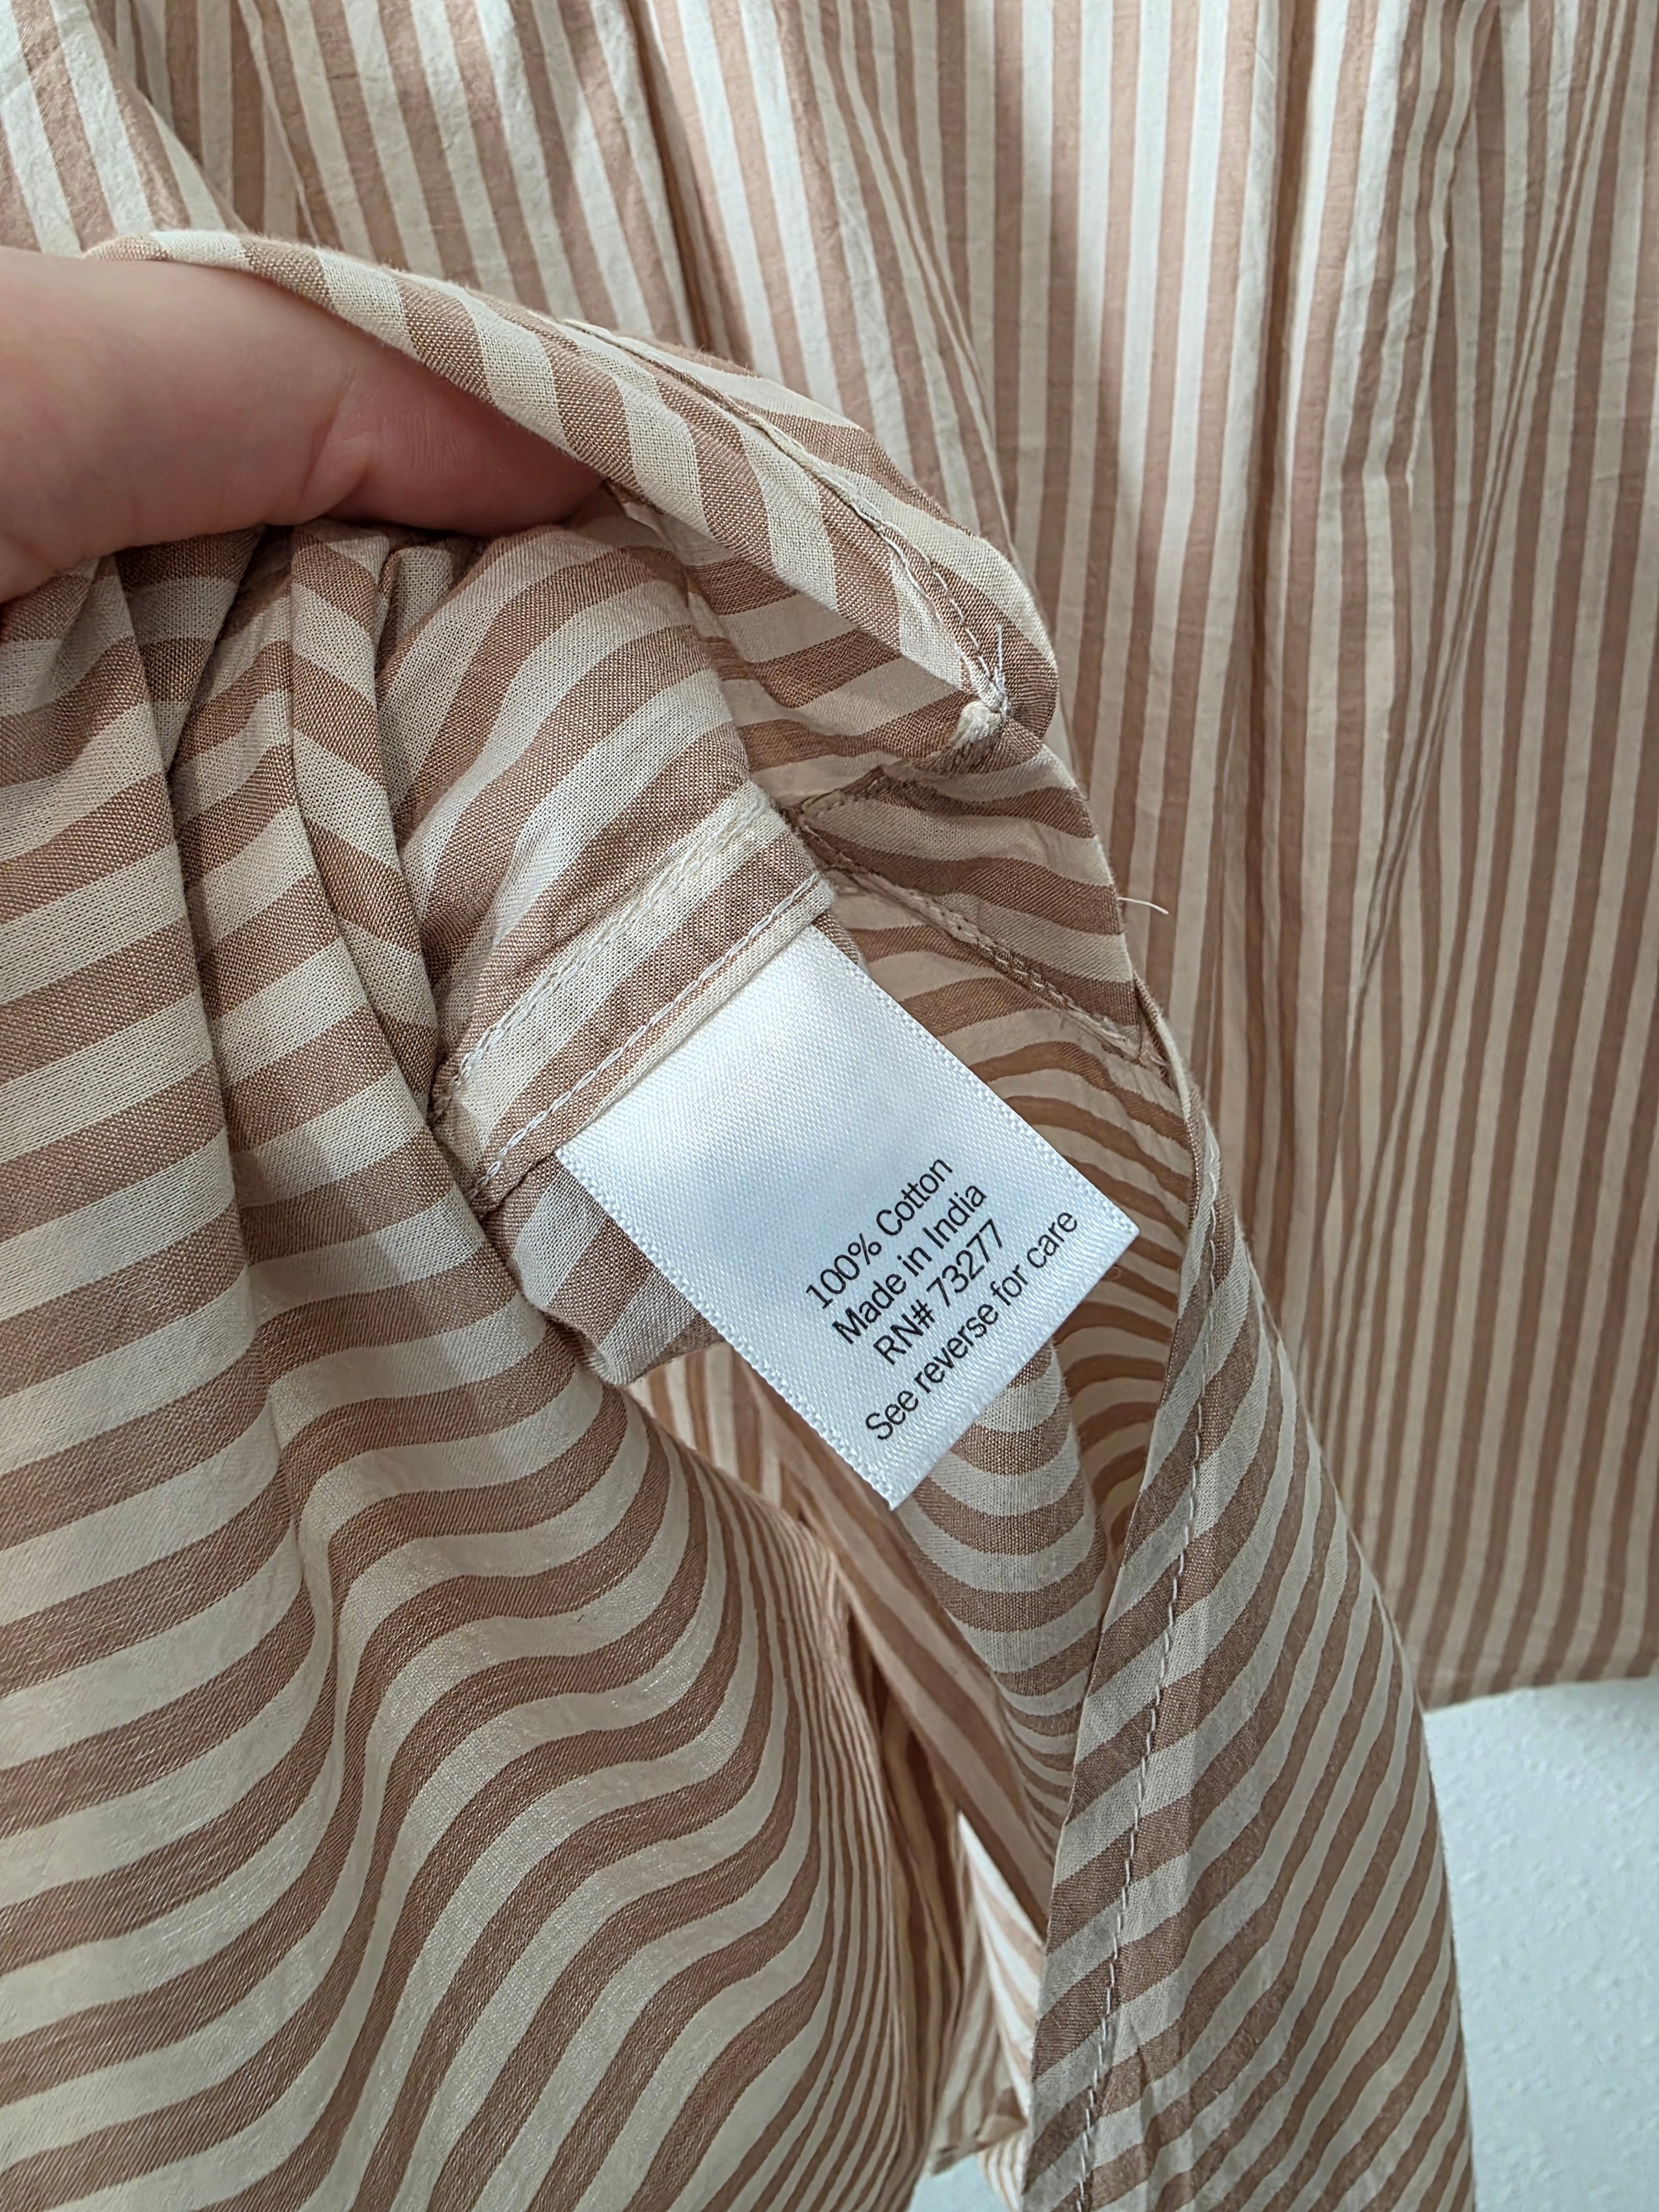 100% Cotton
Made in India
RN# 73277
See reverse for care